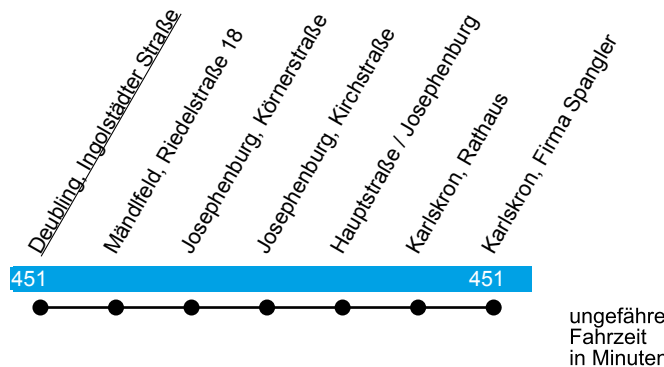 Deubling, Ingolstädter Straße
Mändlfeld, Riedelstraße 18
Josephenburg, Körnerstraße
Josephenburg, Kirchstraße
Hauptstraße / Josephenburg
Karlskron, Rathaus
Karlskron, Firma Spangler
451 451
ungefähre
Fahrzeit
in Minuten